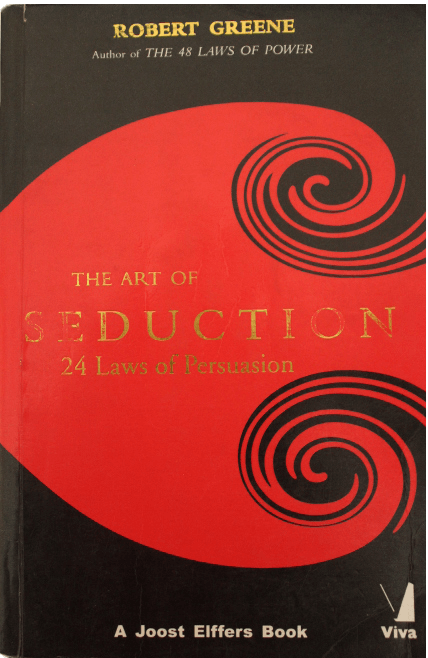 ROBERT GREENE
Author of THE 48 LAWS OF POWER
THE ART OF
SEDUCTION
24 Laws of Persuasion
A Joost Elffers Book
Viva